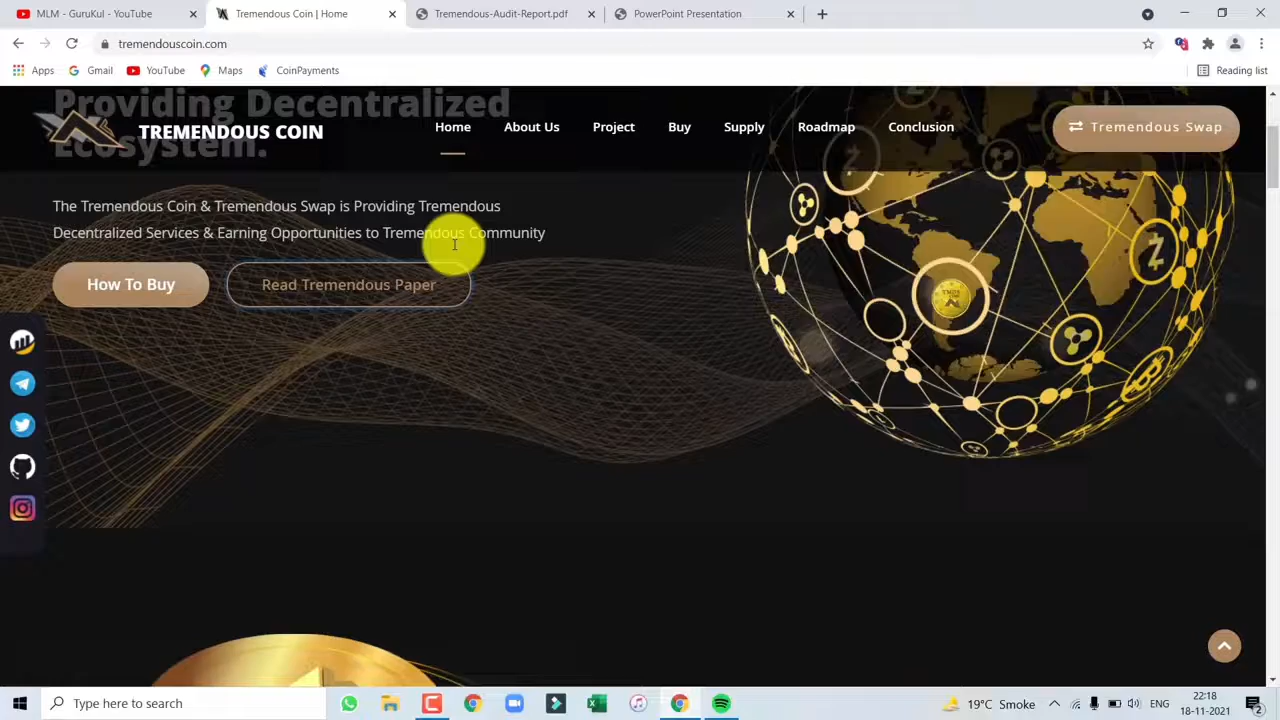 MLM - GuruKul - YouTube
Tremendous Coin | Home
Tremendous-Audit-Report.pdf
PowerPoint Presentation
tremendouscoin.com
Apps
Gmail
YouTube
Maps
CoinPayments
Reading list
Providing Decentralized
Ecosystem.
TREMENDOUS COIN
Home
About Us
Project
Buy
Supply
Roadmap
Conclusion
Tremendous Swap
The Tremendous Coin & Tremendous Swap is Providing Tremendous
Decentralized Services & Earning Opportunities to Tremendous Community
How To Buy
Read Tremendous Paper
Type here to search
19°C Smoke
ENG
22:18
18-11-2021
2